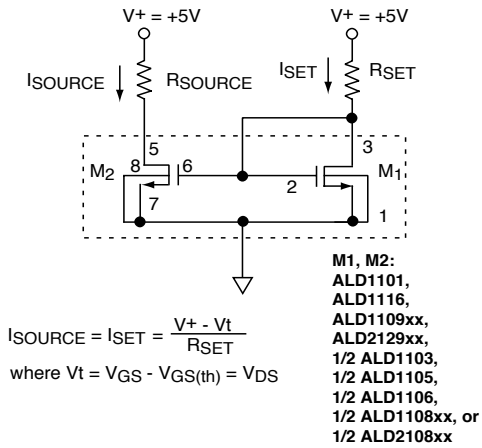 V+ = +5V
V+ = +5V
ISOURCE
RSOURCE
ISET
RSET
5
3
M2
8
6
2
M1
7
1
M1, M2:
ALD1101,
ALD1116,
ALD1109xx,
ALD2129xx,
1/2 ALD1103,
1/2 ALD1105,
1/2 ALD1106,
1/2 ALD1108xx, or
1/2 ALD2108xx
ISOURCE = ISET = V+ - Vt
RSET
where Vt = VGS - VGS(th) = VDS